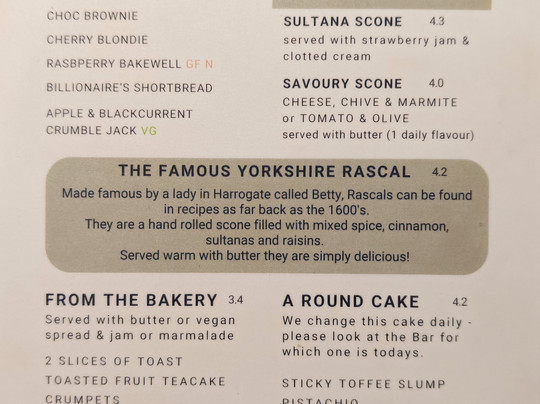 CHOC BROWNIE
CHERRY BLONDIE
RASBPERRY BAKEWELL GF N
BILLIONAIRE'S SHORTBREAD
APPLE & BLACKCURRENT
CRUMBLE JACK VG
SULTANA SCONE 4.3
served with strawberry jam &
clotted cream
SAVOURY SCONE 4.0
CHEESE, CHIVE & MARMITE
or TOMATO & OLIVE
served with butter (1 daily flavour)
THE FAMOUS YORKSHIRE RASCAL 4.2
Made famous by a lady in Harrogate called Betty, Rascals can be found
in recipes as far back as the 1600's.
They are a hand rolled scone filled with mixed spice, cinnamon,
sultanas and raisins.
Served warm with butter they are simply delicious!
FROM THE BAKERY 3.4
Served with butter or vegan
spread & jam or marmalade
2 SLICES OF TOAST
TOASTED FRUIT TEACAKE
CRUMPETS
A ROUND CAKE 4.2
We change this cake daily -
please look at the Bar for
which one is todays.
STICKY TOFFEE SLUMP
PISTACHIO